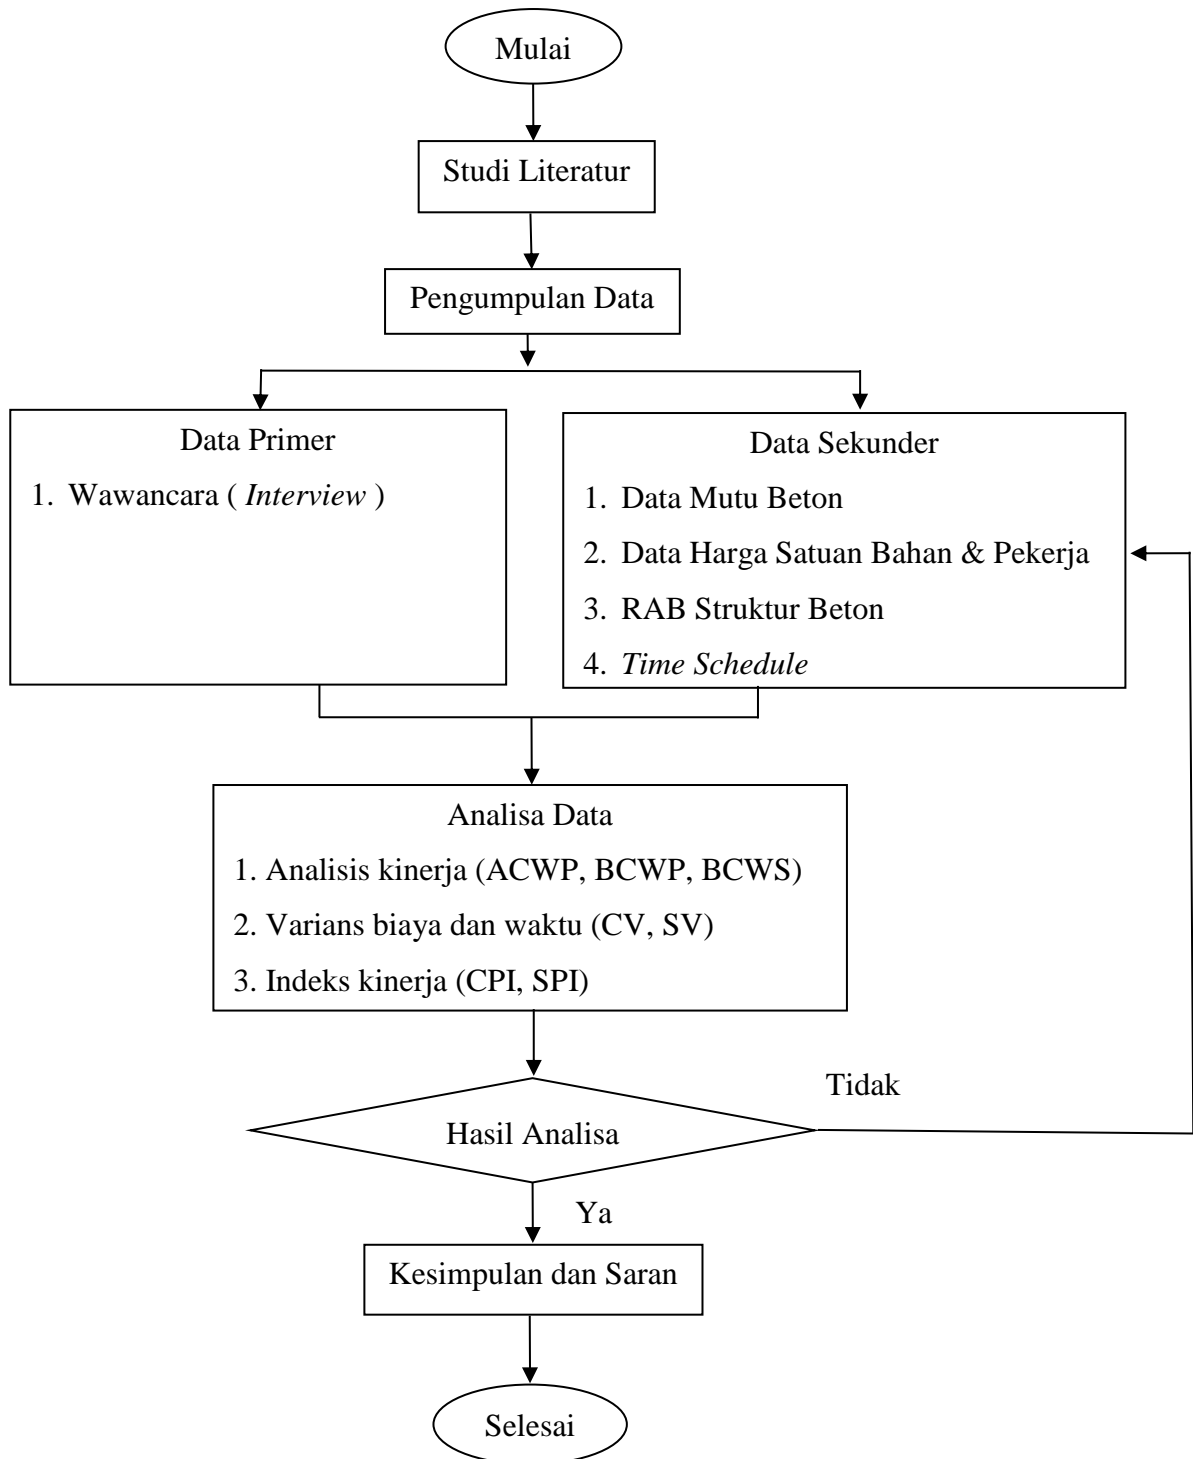 Mulai
Studi Literatur
Pengumpulan Data
Data Primer
1. Wawancara ( Interview )
Data Sekunder
1. Data Mutu Beton
2. Data Harga Satuan Bahan & Pekerja
3. RAB Struktur Beton
4. Time Schedule
Analisa Data
1. Analisis kinerja (ACWP, BCWP, BCWS)
2. Varians biaya dan waktu (CV, SV)
3. Indeks kinerja (CPI, SPI)
Tidak
Hasil Analisa
Ya
Kesimpulan dan Saran
Selesai